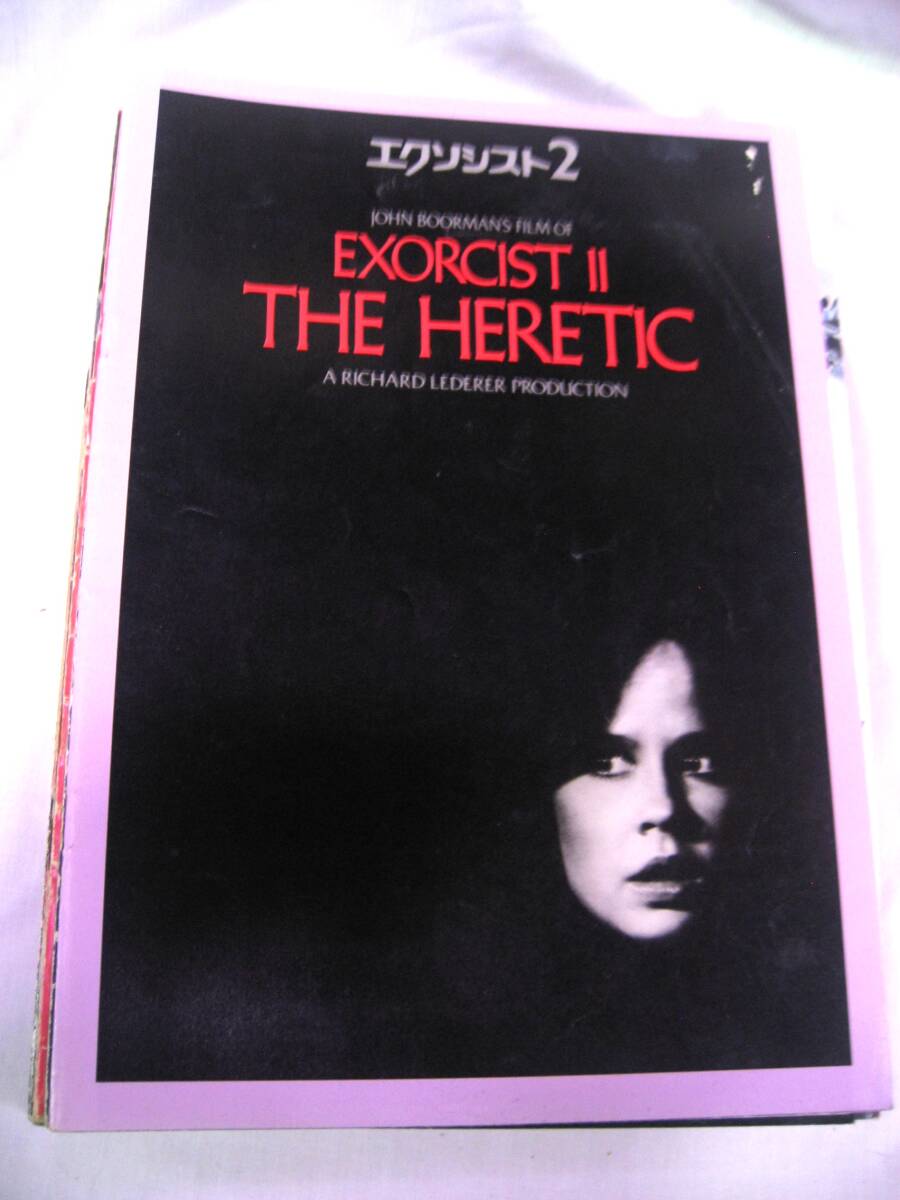 エクソシスト2
JOHN BOORMAN'S FILM OF
EXORCIST II
THE HERETIC
A RICHARD LEDERER PRODUCTION